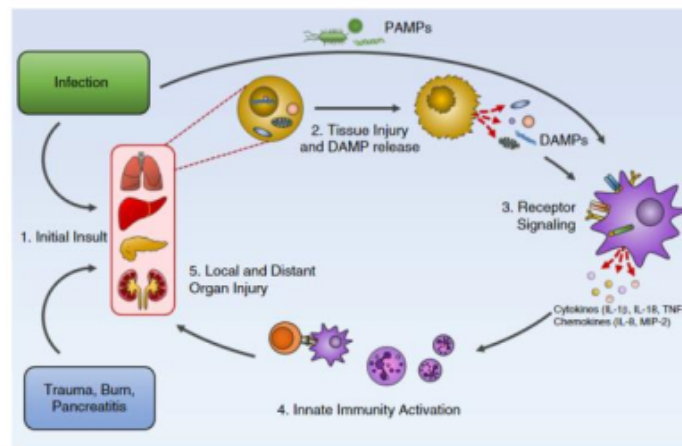 PAMPs
Infection
2. Tissue Injury
and DAMP release
DAMPs
3. Receptor
Signaling
1. Initial Insult
5. Local and Distant
Organ Injury
Cytokines (IL-1β, IL-18, TNF
Chemokines (IL-8, MIP-2)
Trauma, Burn,
Pancreatitis
4. Innate Immunity Activation